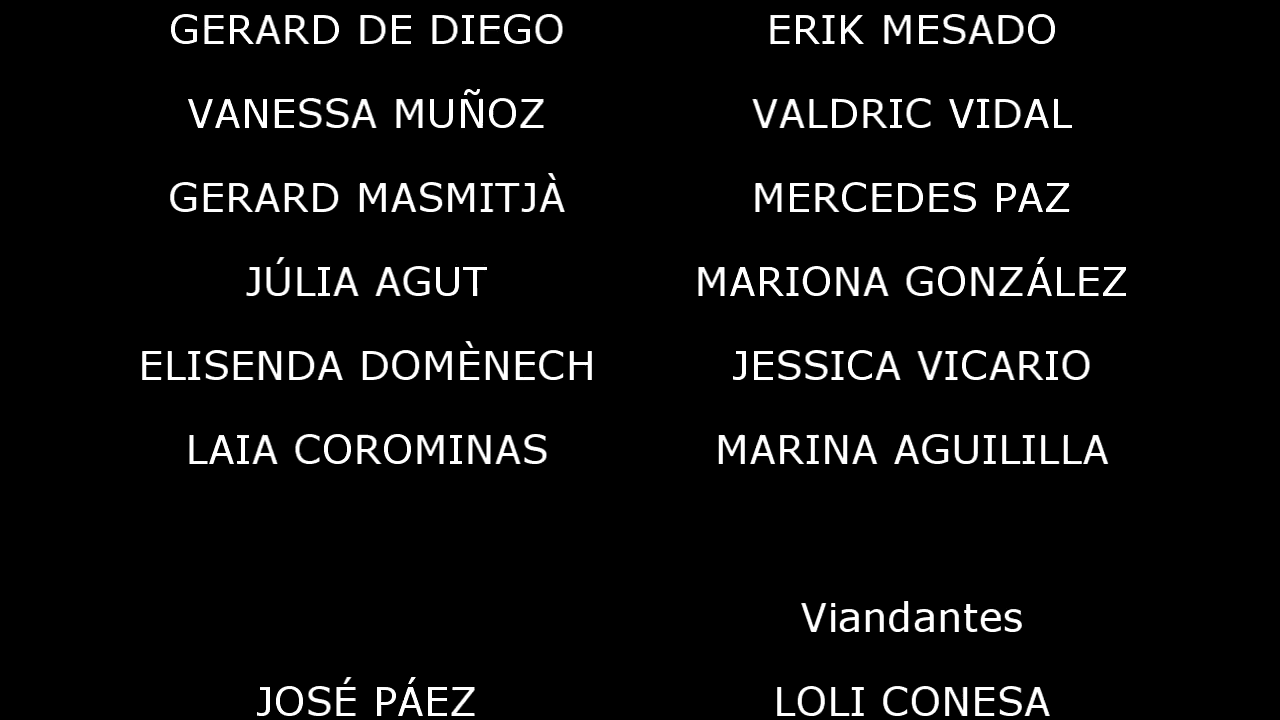 GERARD DE DIEGO ERIK MESADO
VANESSA MUÑOZ VALDRIC VIDAL
GERARD MASMITJÀ MERCEDES PAZ
JÚLIA AGUT MARIONA GONZÁLEZ
ELISENDA DOMÈNECH JESSICA VICARIO
LAIA COROMINAS MARINA AGUILILLA
Viandantes
JOSÉ PÁEZ LOLI CONESA